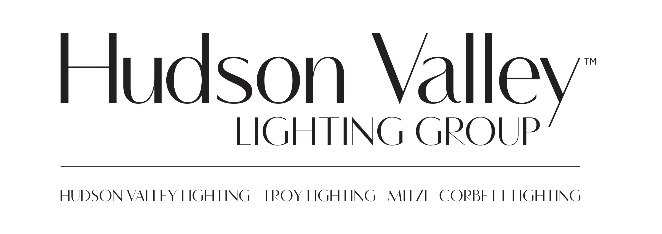 Hudson Valley™
LIGHTING GROUP
HUDSON VALLEY LIGHTING TROY LIGHTING MITZI CORBETT LIGHTING